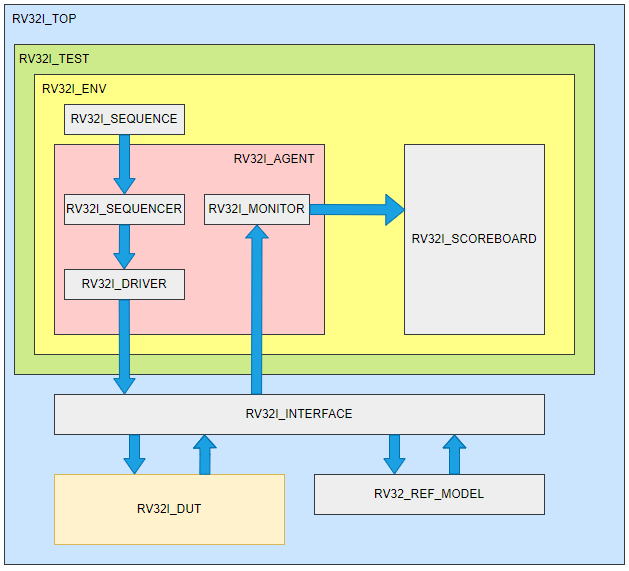 RV32I_TOP
RV32I_TEST
RV32I_ENV
RV32I_SEQUENCE
RV32I_AGENT
RV32I_SEQUENCER
RV32I_MONITOR
RV32I_SCOREBOARD
RV32I_DRIVER
RV32I_INTERFACE
RV32I_DUT
RV32_REF_MODEL